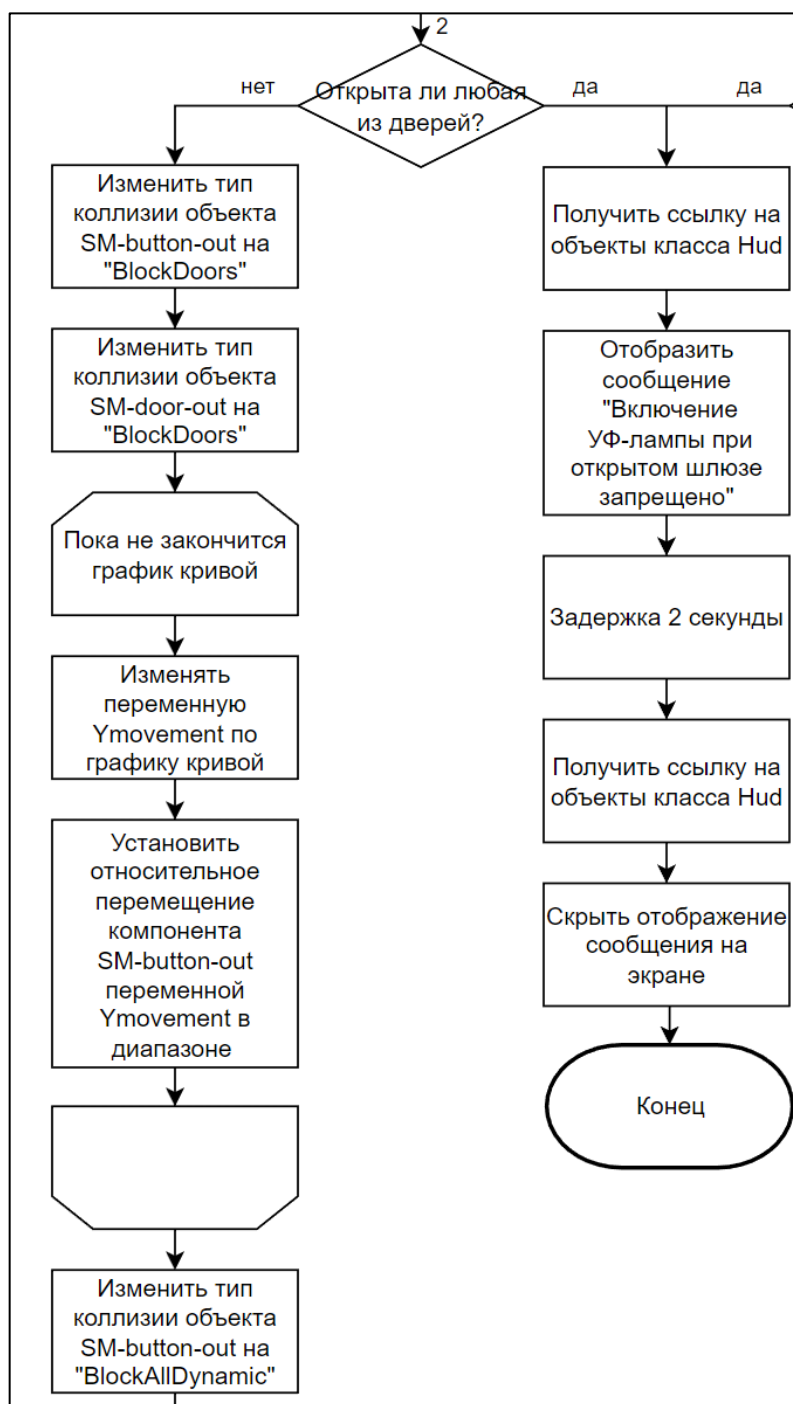 2
Открыта ли любая
из дверей?
нет
да
да
Изменить тип
коллизии объекта
SM-button-out на
"BlockDoors"
Изменить тип
коллизии объекта
SM-door-out на
"BlockDoors"
Пока не закончится
график кривой
Изменять
переменную
Ymovement по
графику кривой
Установить
относительное
перемещение
компонента
SM-button-out
переменной
Ymovement в
диапазоне
Изменить тип
коллизии объекта
SM-button-out на
"BlockAllDynamic"
Получить ссылку на
объекты класса Hud
Отобразить
сообщение
"Включение
УФ-лампы при
открытом шлюзе
запрещено"
Задержка 2 секунды
Получить ссылку на
объекты класса Hud
Скрыть отображение
сообщения на
экране
Конец